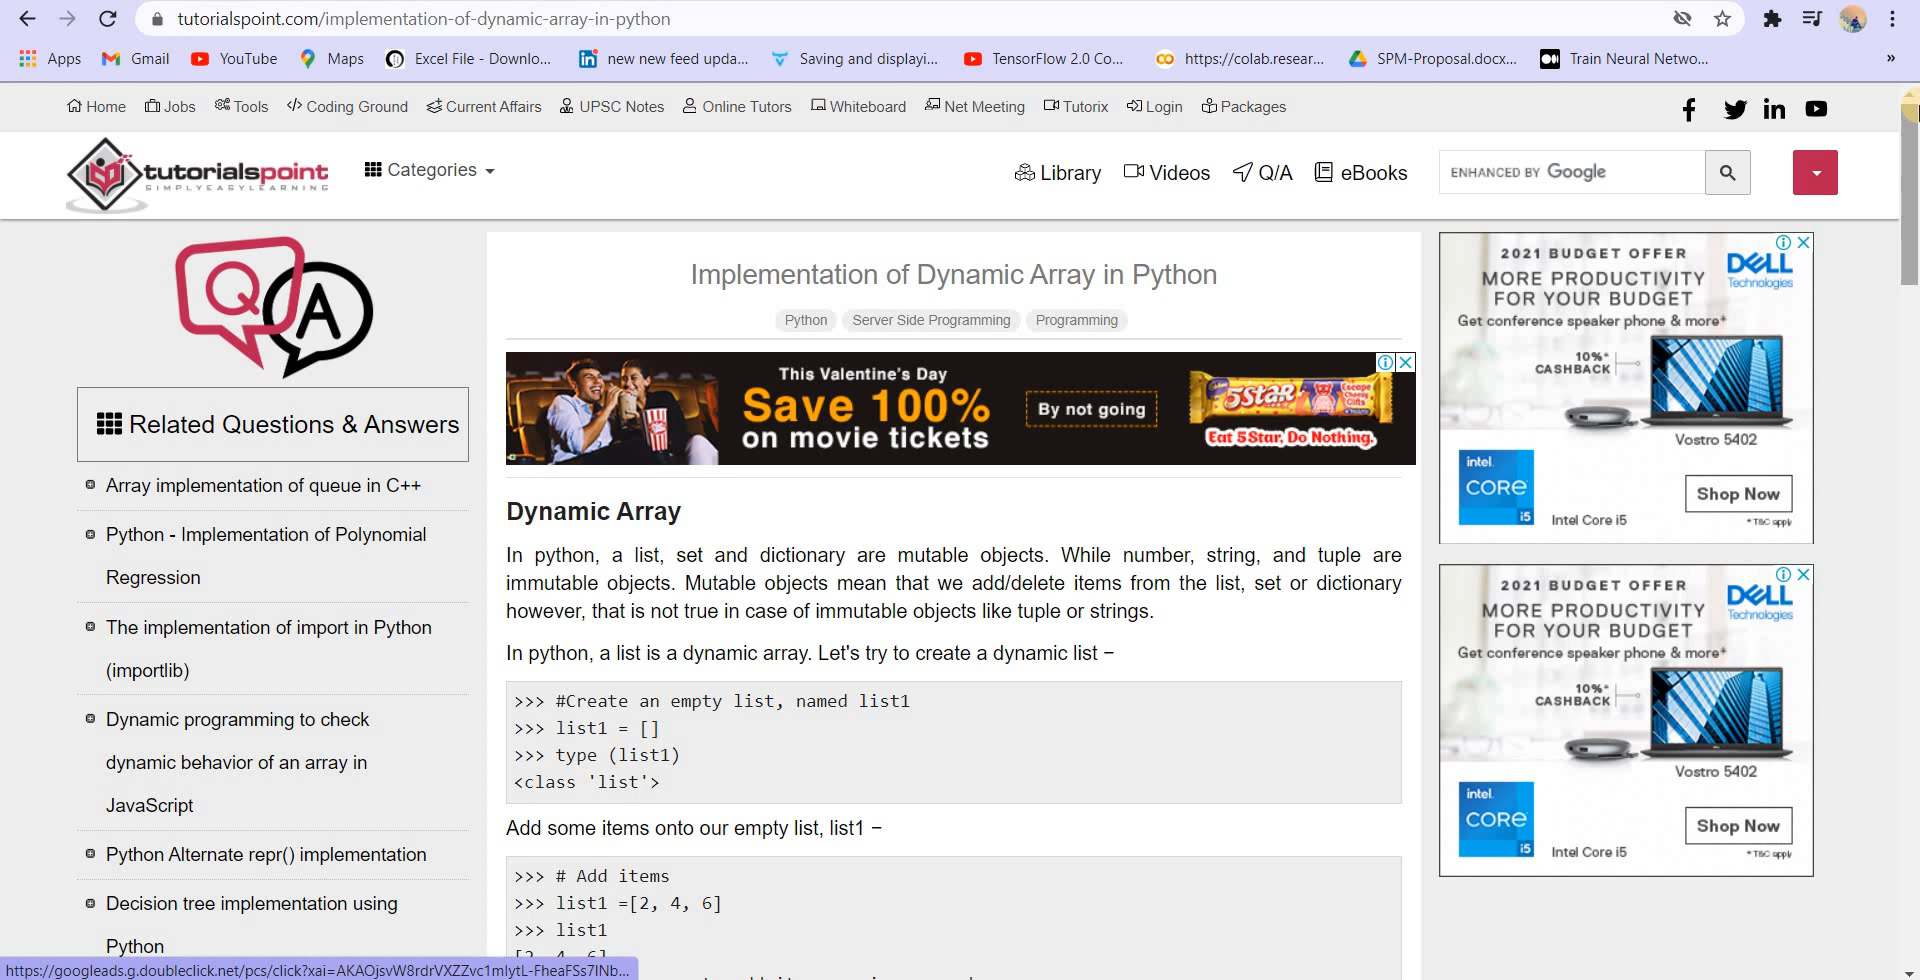 tutorialspoint.com/implementation-of-dynamic-array-in-python
Apps Gmail YouTube Maps Excel File - Downlo... new new feed upda... Saving and displayi... TensorFlow 2.0 Co... https://colab.resear... SPM-Proposal.docx... Train Neural Netwo... »
Home Jobs Tools Coding Ground Current Affairs UPSC Notes Online Tutors Whiteboard Net Meeting Tutorix Login Packages
tutorialspoint
SIMPLYEASYLEARNING
Categories
Library Videos Q/A eBooks
ENHANCED BY Google
Q A
Related Questions & Answers
Array implementation of queue in C++
Python - Implementation of Polynomial
Regression
The implementation of import in Python
(importlib)
Dynamic programming to check
dynamic behavior of an array in
JavaScript
Python Alternate repr() implementation
Decision tree implementation using
Python
Implementation of Dynamic Array in Python
Python Server Side Programming Programming
This Valentine's Day
Save 100%
on movie tickets
By not going
5Star
Escape
Cheesy
Gifts
Eat 5Star, Do Nothing.
Dynamic Array
In python, a list, set and dictionary are mutable objects. While number, string, and tuple are
immutable objects. Mutable objects mean that we add/delete items from the list, set or dictionary
however, that is not true in case of immutable objects like tuple or strings.
In python, a list is a dynamic array. Let's try to create a dynamic list −
>>> #Create an empty list, named list1
>>> list1 = []
>>> type (list1)
<class 'list'>
Add some items onto our empty list, list1 −
>>> # Add items
>>> list1 =[2, 4, 6]
>>> list1
[2, 4, 6]
2021 BUDGET OFFER
MORE PRODUCTIVITY
FOR YOUR BUDGET
DELL
Technologies
Get conference speaker phone & more*
10%*
CASHBACK
Vostro 5402
intel.
CORE
i5
Intel Core i5
Shop Now
*T&C apply
2021 BUDGET OFFER
MORE PRODUCTIVITY
FOR YOUR BUDGET
DELL
Technologies
Get conference speaker phone & more*
10%*
CASHBACK
Vostro 5402
intel.
CORE
i5
Intel Core i5
Shop Now
*T&C apply
https://googleads.g.doubleclick.net/pcs/click?xai=AKAOjsvW8rdrVXZZvc1mlytL-FheaFSs7INb...